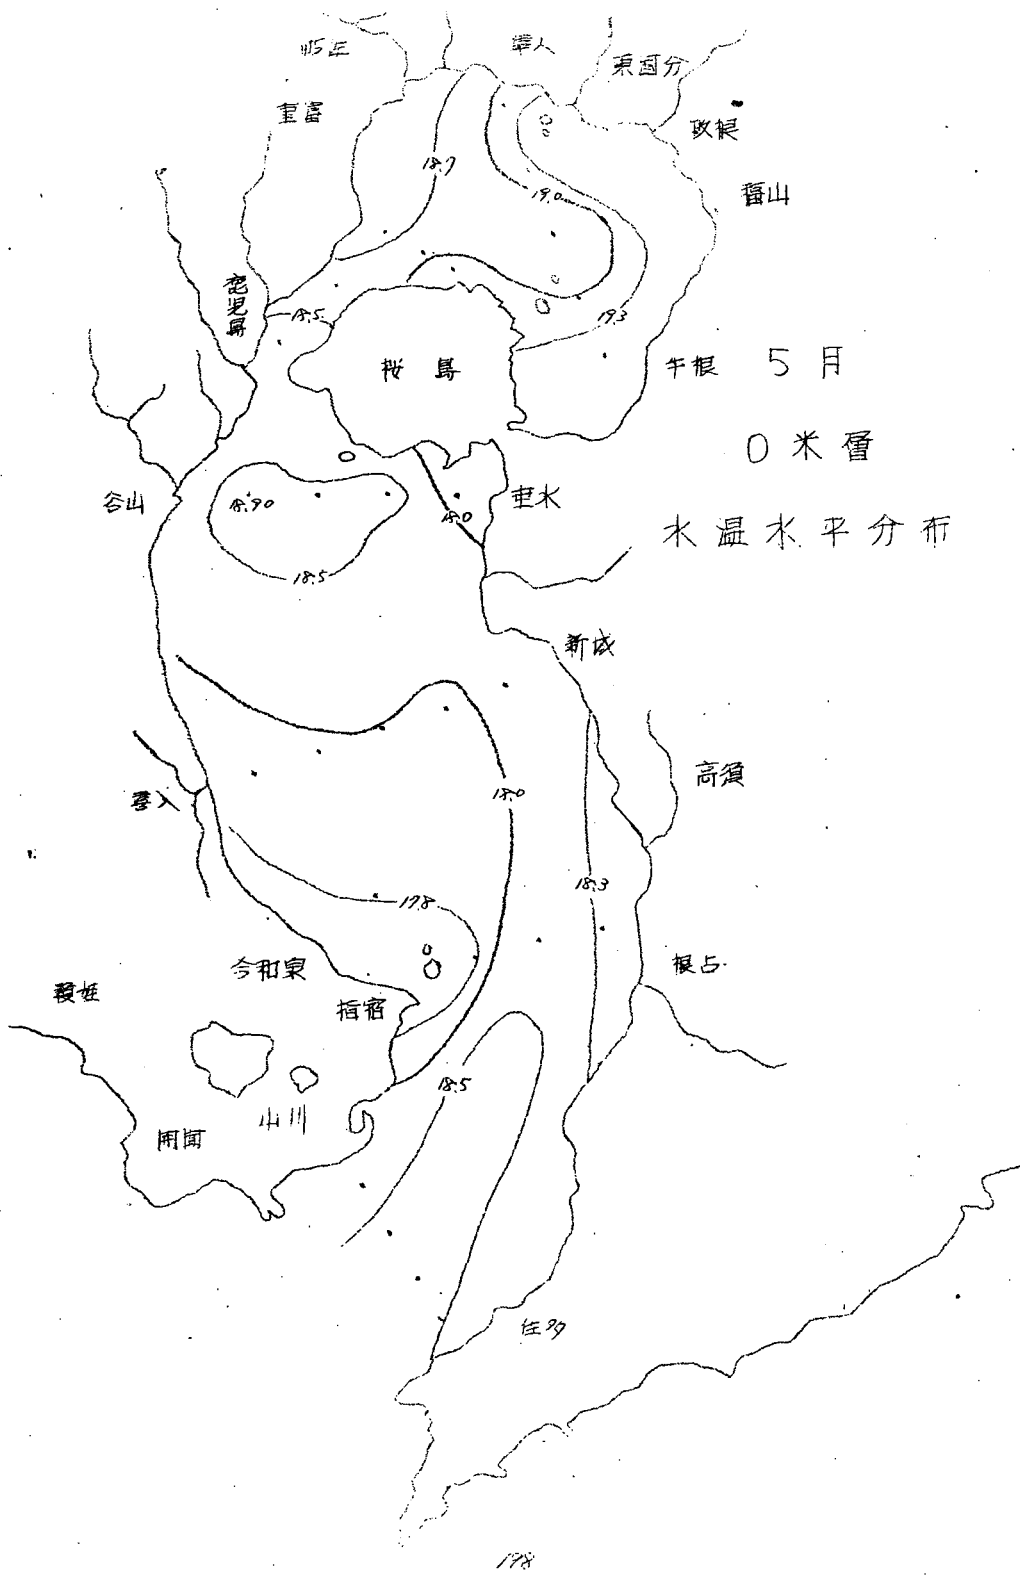 隼人
東国分
重富
敷根
福山
鹿児島
桜島
牛根
5月
0米層
水温水平分布
谷山
垂水
新城
高須
喜入
今和泉
根占
頴娃
指宿
山川
開聞
佐多
18.7
19.0
18.5
19.3
18.90
18.0
18.5
18.0
18.3
17.8
18.5
198